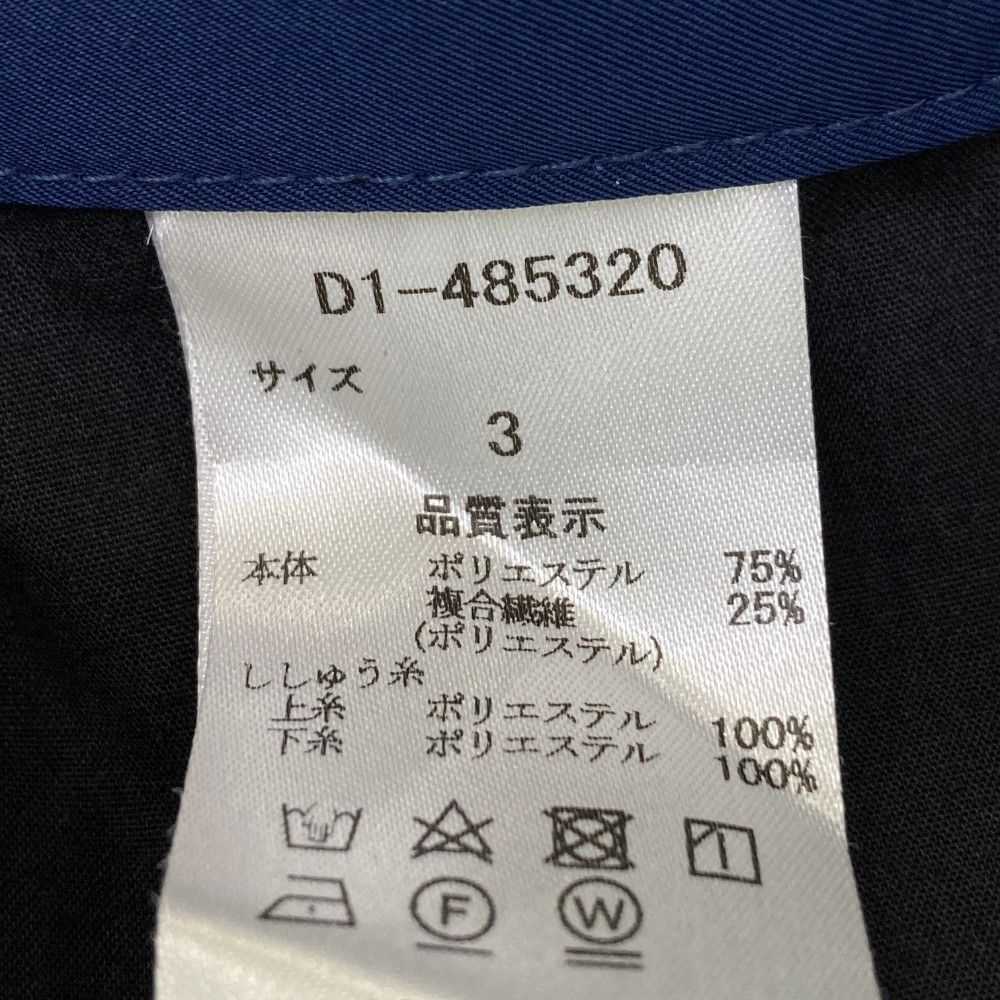 D1-485320
サイズ
3
品質表示
本体 ポリエステル 75%
複合繊維 25%
(ポリエステル)
ししゅう糸
上糸 ポリエステル 100%
下糸 ポリエステル 100%
F W